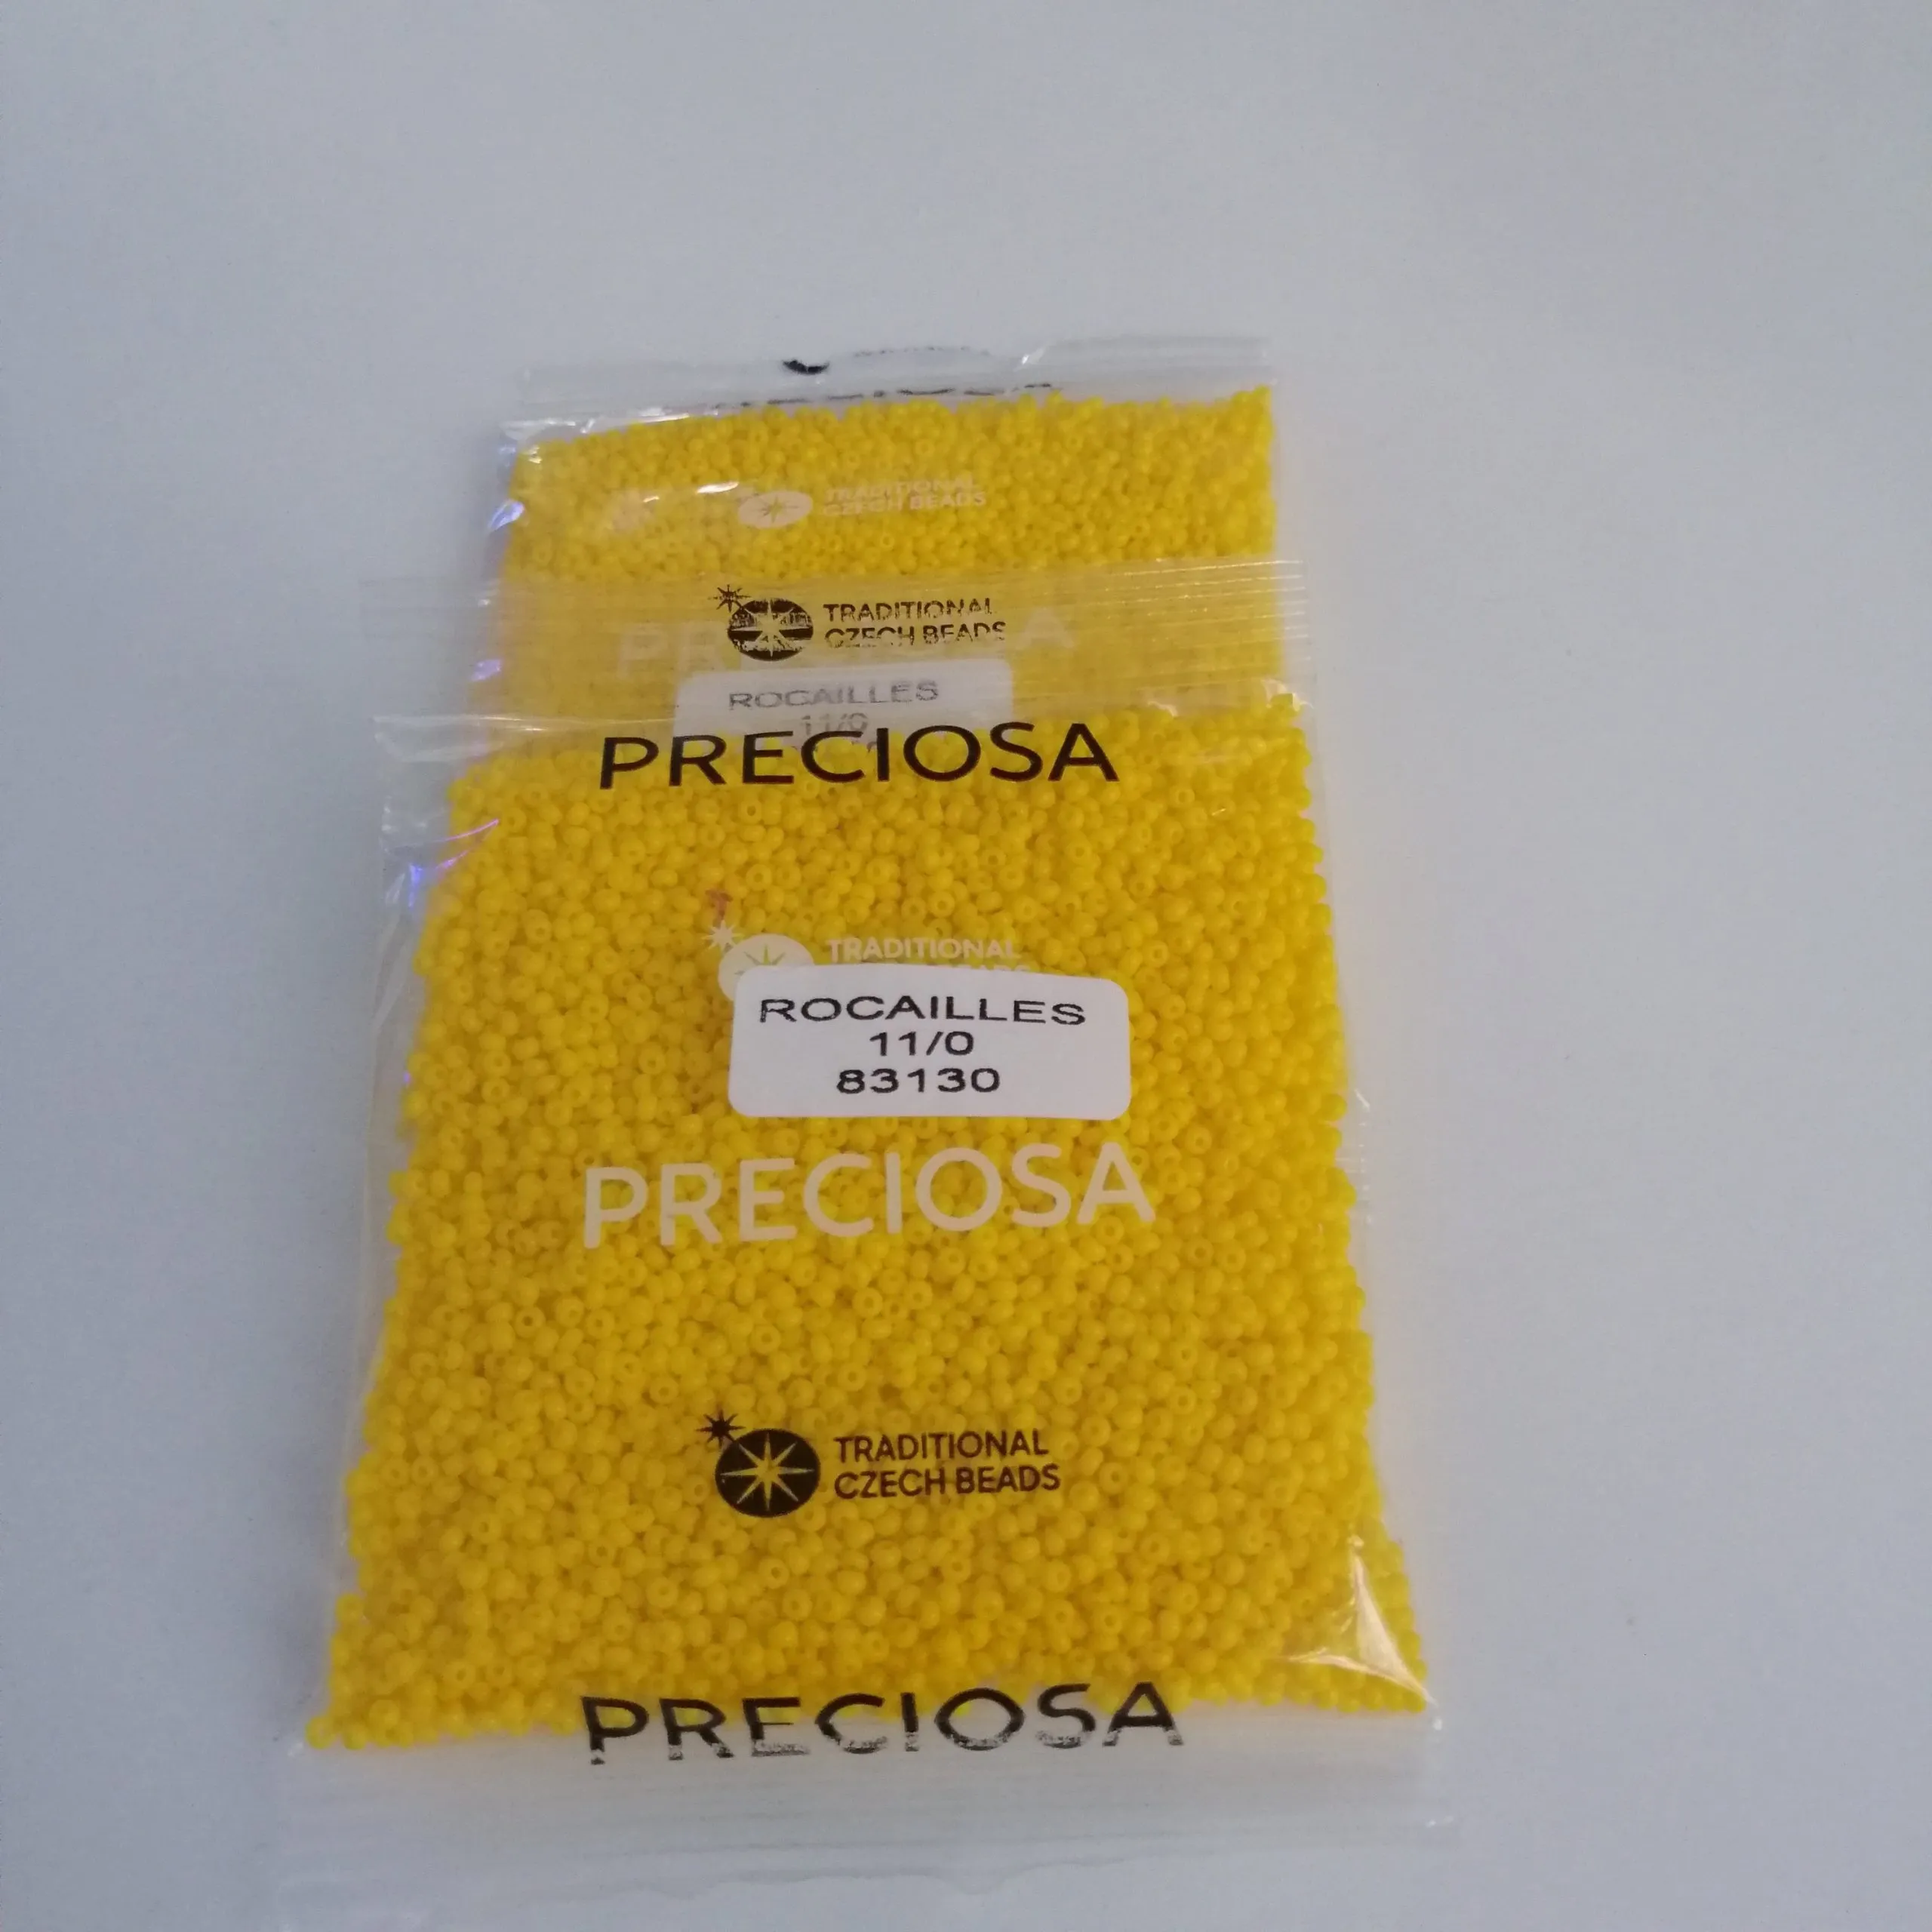 TRADITIONAL
CZECH BEADS
TRADITIONAL
CZECH BEADS
ROCAILLES
11/0
PRECIOSA
TRADITIONAL
ROCAILLES
11/0
83130
PRECIOSA
TRADITIONAL
CZECH BEADS
PRECIOSA